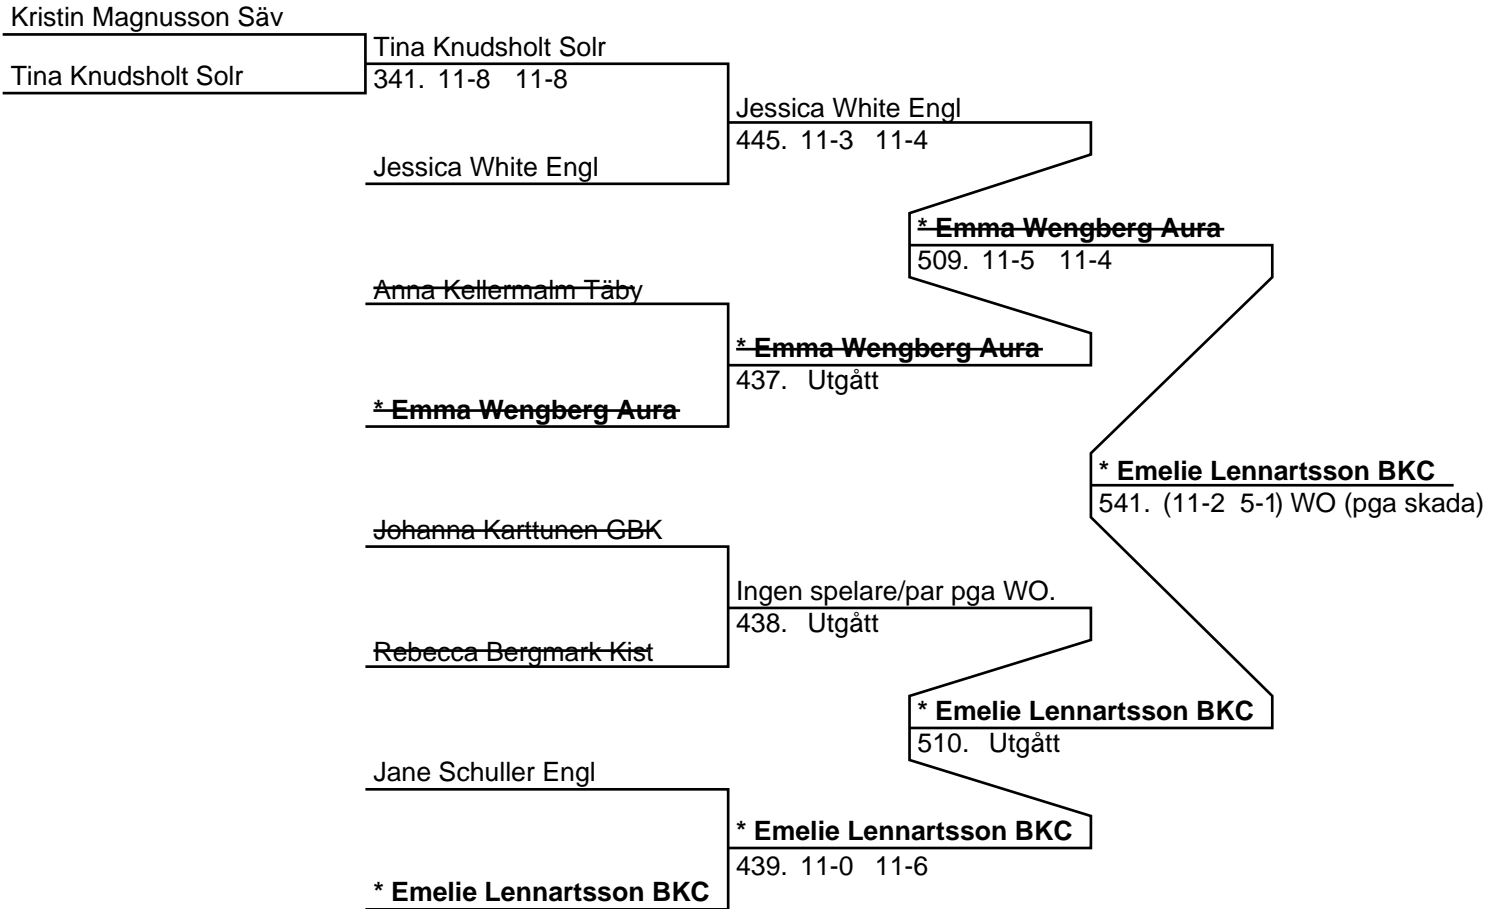 Kristin Magnusson Säv
Tina Knudsholt Solr
Tina Knudsholt Solr
341. 11-8 11-8
Jessica White Engl
Jessica White Engl
445. 11-3 11-4
Anna Kellermalm Täby
* Emma Wengberg Aura
* Emma Wengberg Aura
437. Utgått
* Emma Wengberg Aura
509. 11-5 11-4
Johanna Karttunen GBK
Rebecca Bergmark Kist
Ingen spelare/par pga WO.
438. Utgått
Jane Schuller Engl
* Emelie Lennartsson BKC
* Emelie Lennartsson BKC
439. 11-0 11-6
* Emelie Lennartsson BKC
510. Utgått
* Emelie Lennartsson BKC
541. (11-2 5-1) WO (pga skada)